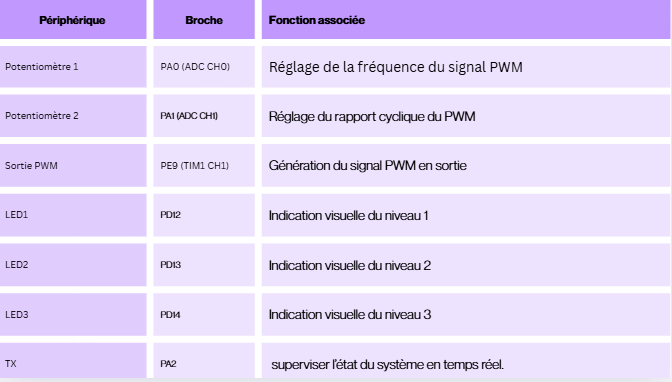 Périphérique Broche Fonction associée
Potentiomètre 1 PA0 (ADC CH0) Réglage de la fréquence du signal PWM
Potentiomètre 2 PA1 (ADC CH1) Réglage du rapport cyclique du PWM
Sortie PWM PE9 (TIM1 CH1) Génération du signal PWM en sortie
LED1 PD12 Indication visuelle du niveau 1
LED2 PD13 Indication visuelle du niveau 2
LED3 PD14 Indication visuelle du niveau 3
TX PA2 superviser l'état du système en temps réel.